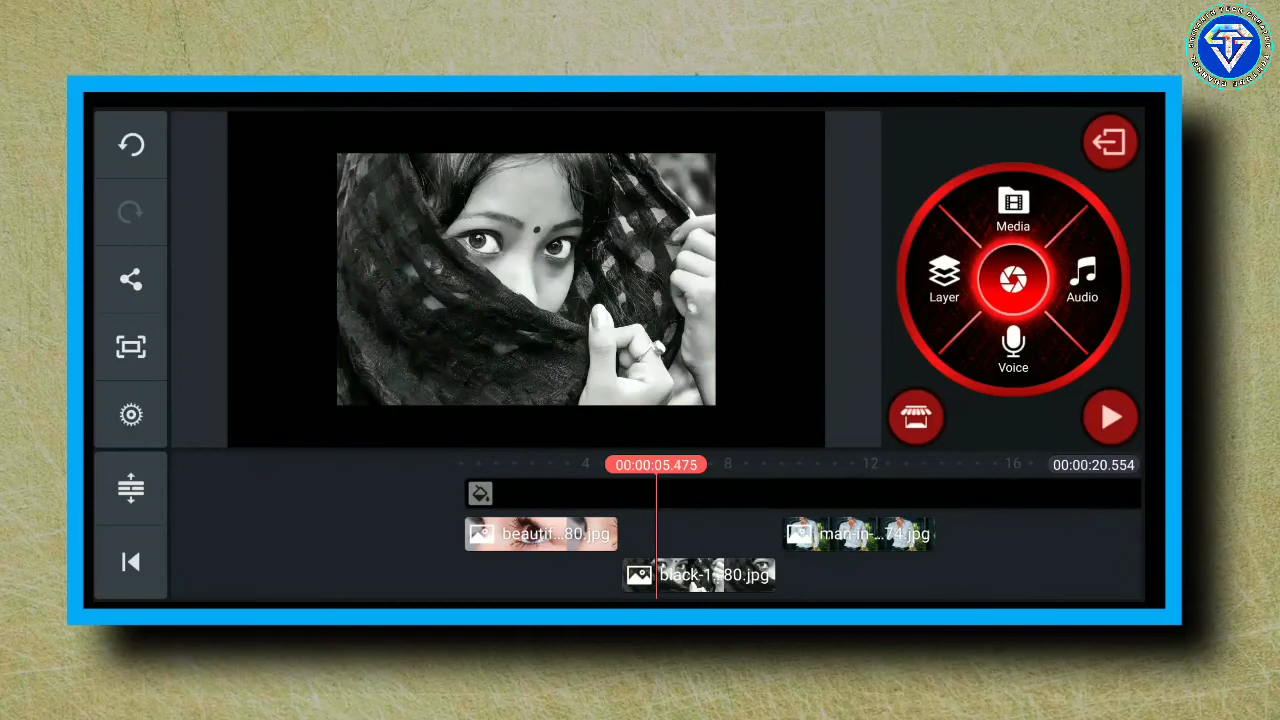 Media
Layer
Audio
Voice
4
00:00:05.475
8
12
16
00:00:20.554
beautif...80.jpg
man-in-...74.jpg
black-1...80.jpg